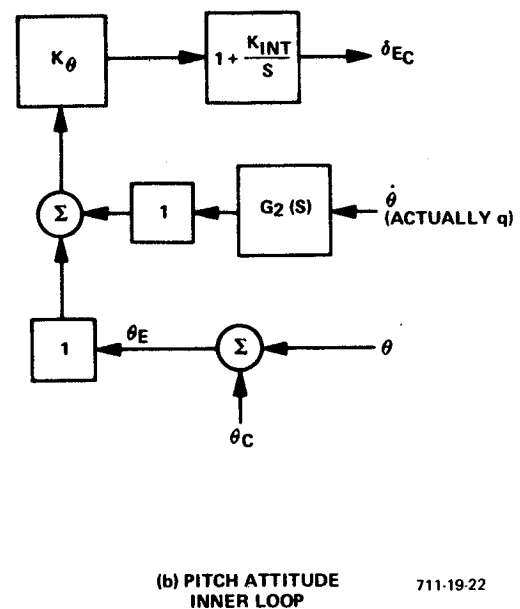 Kθ
1 + KINT/S
δEC
Σ
1
G2 (S)
θ̇
(ACTUALLY q)
1
θE
Σ
θ
θC
(b) PITCH ATTITUDE
INNER LOOP
711-19-22